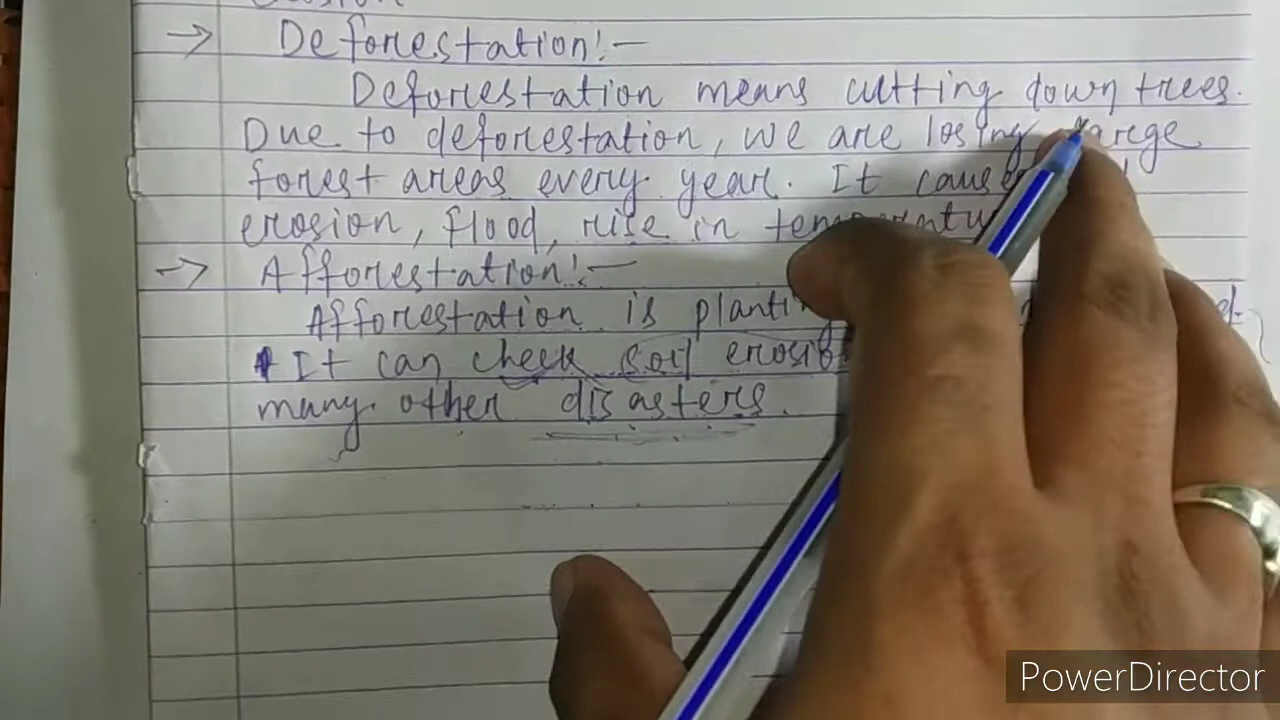 → Deforestation:-
Deforestation means cutting down trees.
Due to deforestation, we are losing large
forest areas every year. It cause
erosion, flood, rise in
→ Afforestation:-
Afforestation is
It can check soil
many other disasters.
PowerDirector